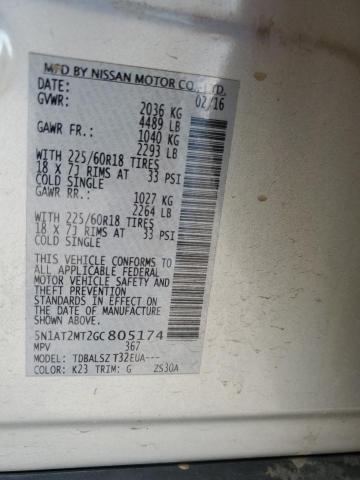 MFD BY NISSAN MOTOR CO., LTD.
DATE: 02/16
GVWR: 2036 KG
4489 LB
GAWR FR.: 1040 KG
2293 LB
WITH 225/60R18 TIRES
18 X 7J RIMS AT 33 PSI
COLD SINGLE
GAWR RR.: 1027 KG
2264 LB
WITH 225/60R18 TIRES
18 X 7J RIMS AT 33 PSI
COLD SINGLE
THIS VEHICLE CONFORMS TO
ALL APPLICABLE FEDERAL
MOTOR VEHICLE SAFETY AND
THEFT PREVENTION
STANDARDS IN EFFECT ON
THE DATE OF MANUFACTURE
SHOWN ABOVE.
5N1AT2MT2GC805174
MPV 367
MODEL: TDBALSZ T32EUA---
COLOR: K23 TRIM: G ZS30A